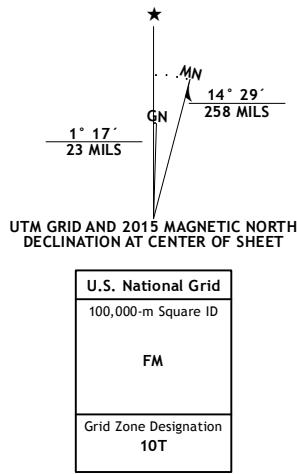 MN
GN
14° 29´
258 MILS
1° 17´
23 MILS
UTM GRID AND 2015 MAGNETIC NORTH
DECLINATION AT CENTER OF SHEET
U.S. National Grid
100,000-m Square ID
FM
Grid Zone Designation
10T